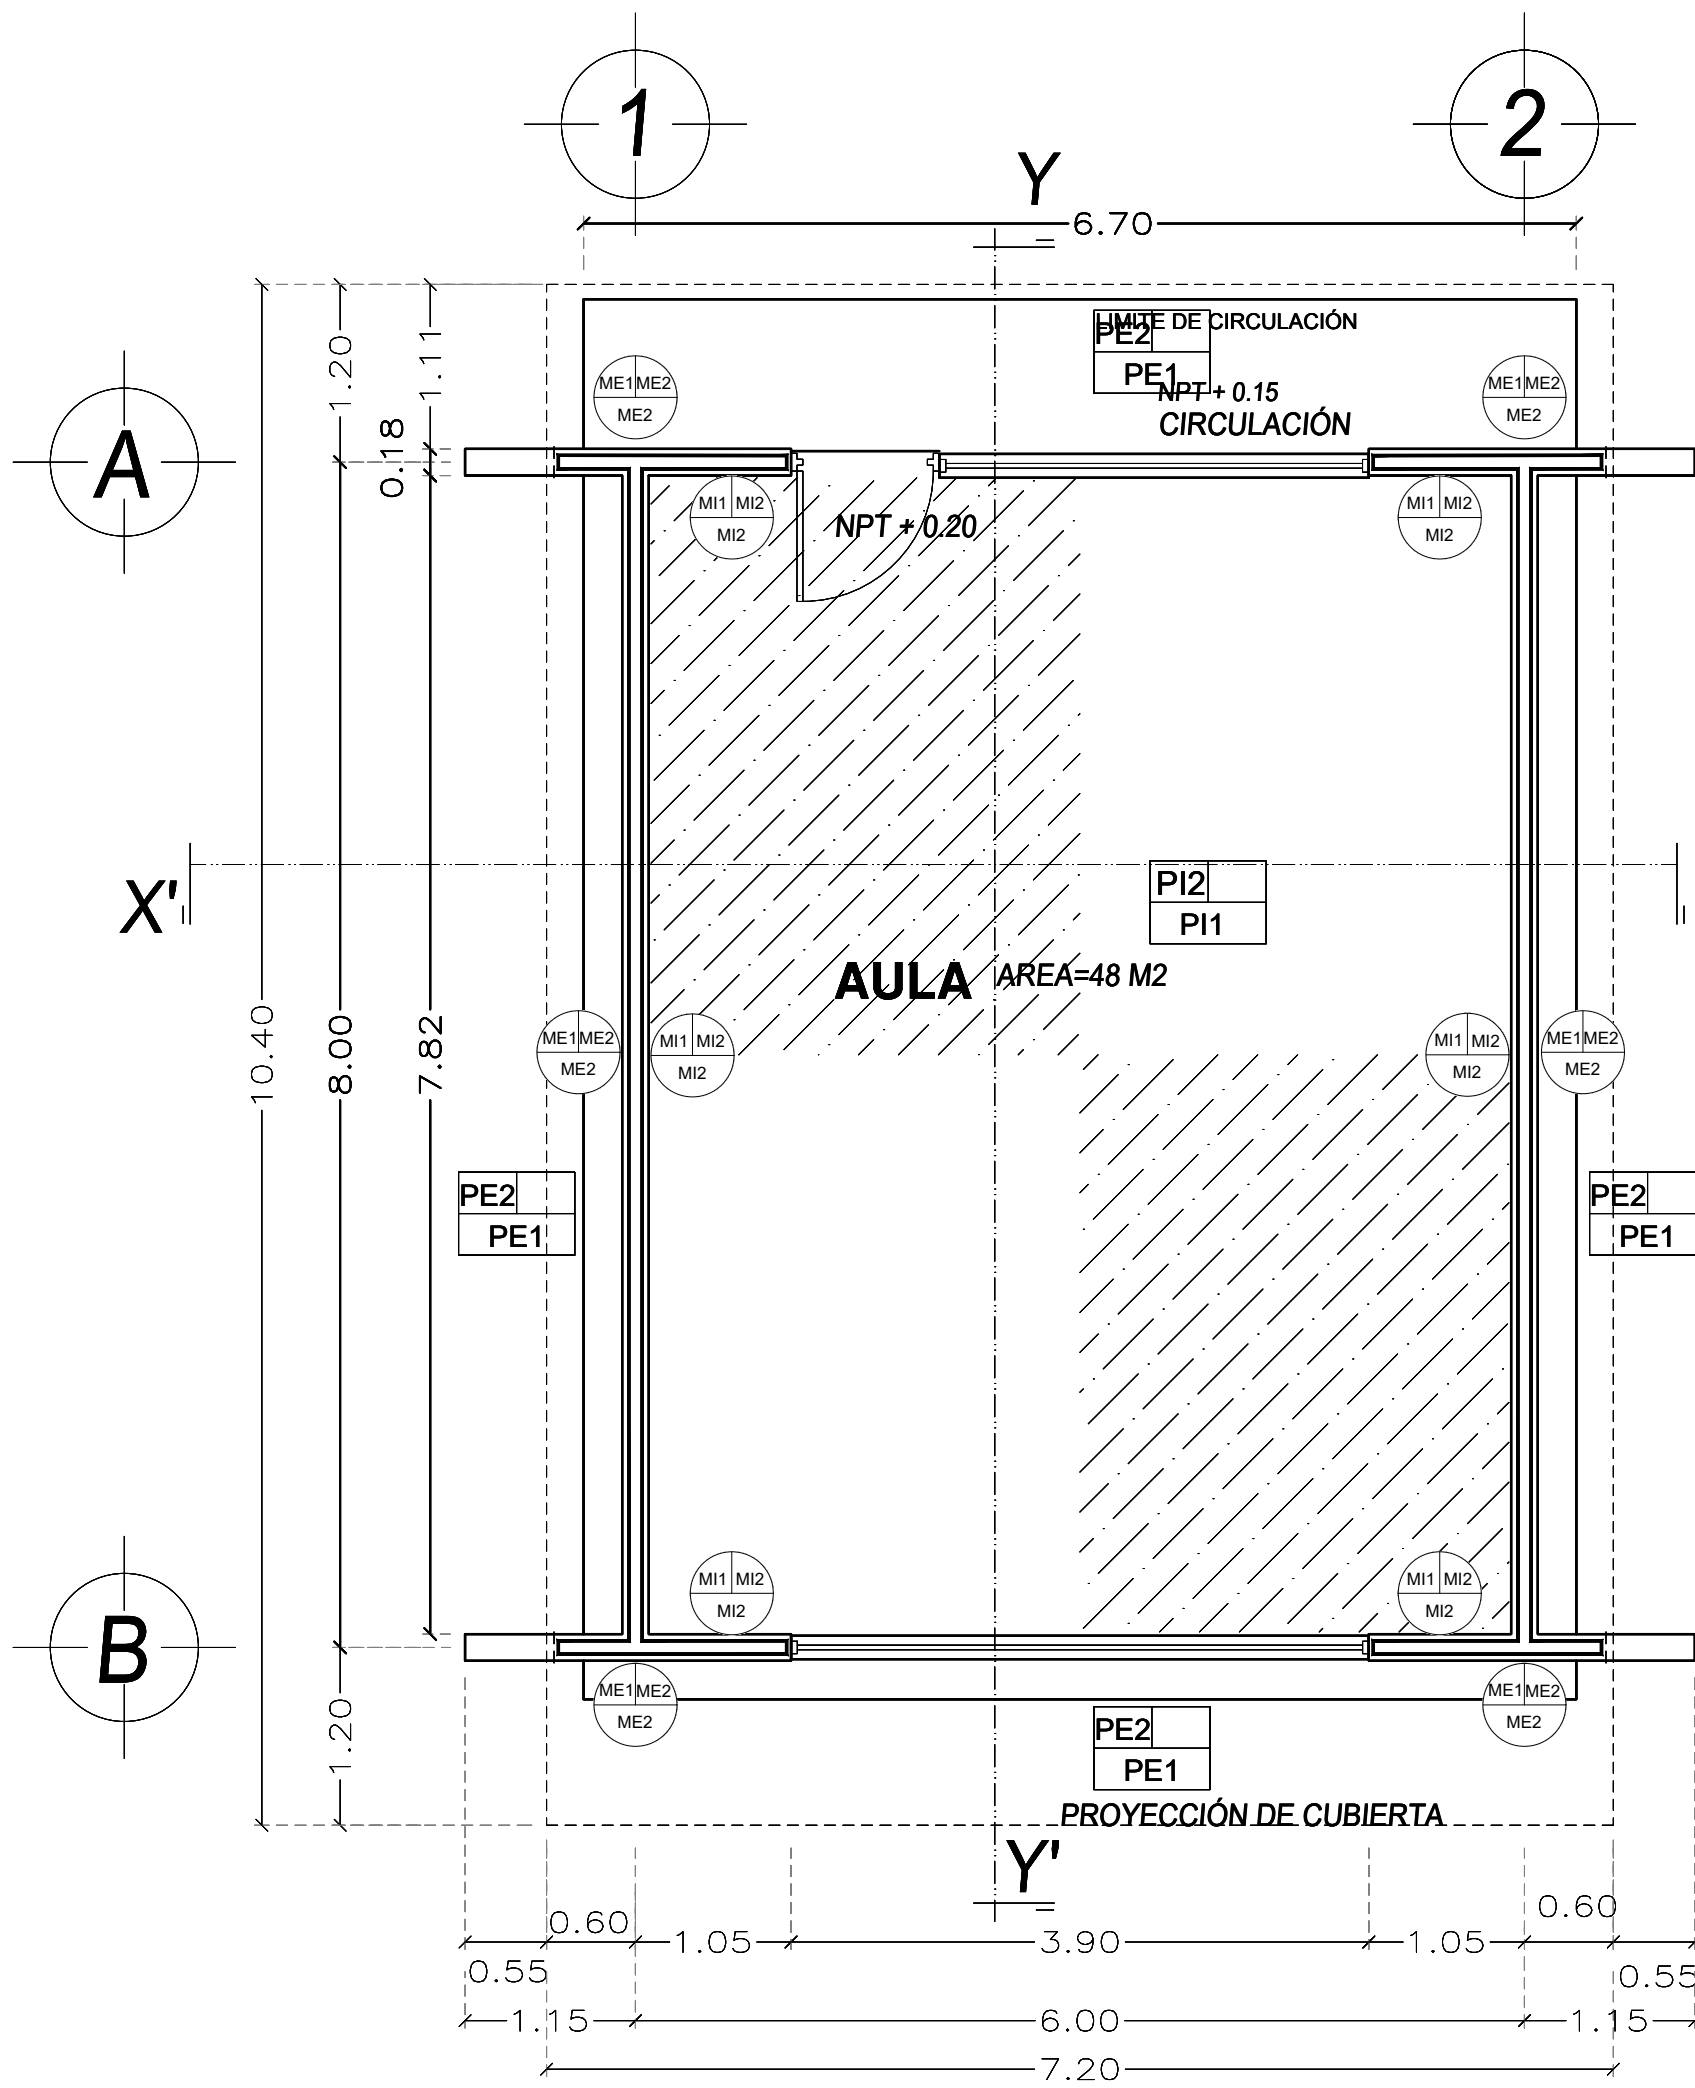 1
2
Y
6.70
LIMITE DE CIRCULACIÓN
PE2
PE1
1.20
1.11
ME1 ME2
ME2
ME1 ME2
ME2
NPT + 0.15
CIRCULACIÓN
A
0.18
MI1 MI2
MI2
NPT + 0.20
MI1 MI2
MI2
X'
PI2
PI1
AULA
AREA=48 M2
10.40
8.00
7.82
ME1 ME2
ME2
MI1 MI2
MI2
MI1 MI2
MI2
ME1 ME2
ME2
PE2
PE1
PE2
PE1
MI1 MI2
MI2
MI1 MI2
MI2
B
ME1 ME2
ME2
ME1 ME2
ME2
1.20
PE2
PE1
PROYECCIÓN DE CUBIERTA
Y'
0.60
0.60
1.05
3.90
1.05
0.55
0.55
1.15
6.00
1.15
7.20